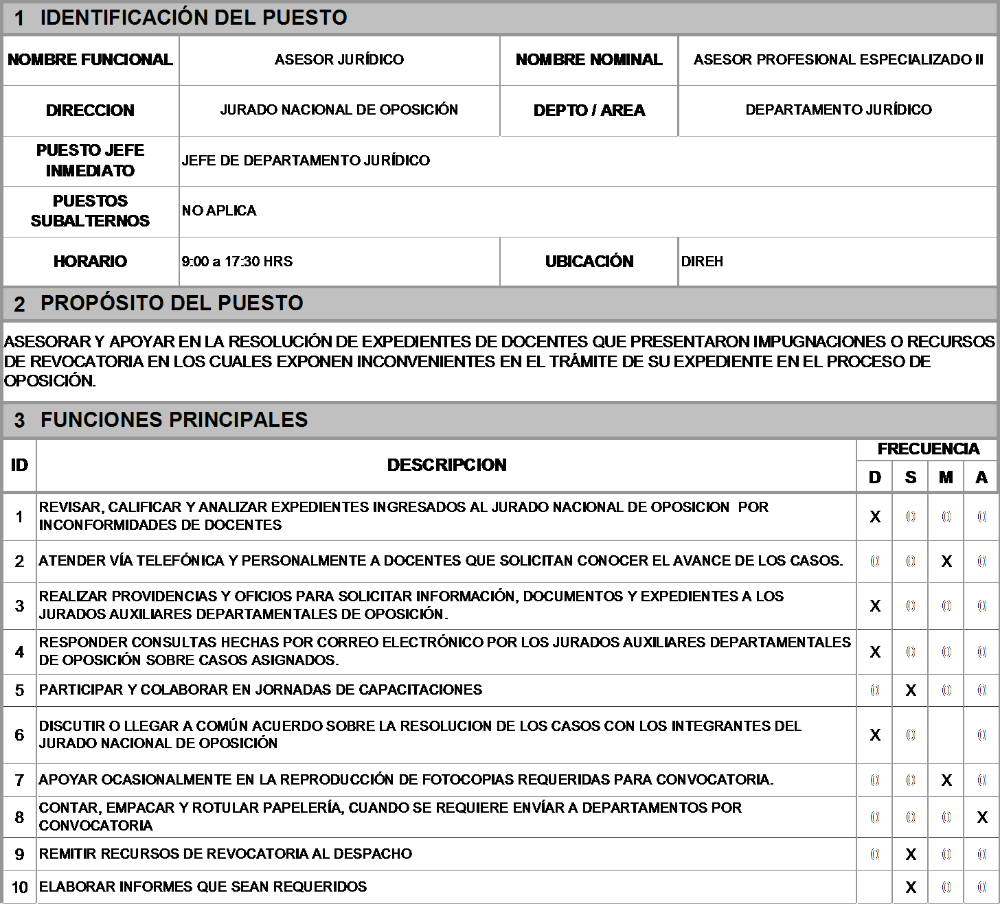 1 IDENTIFICACIÓN DEL PUESTO
NOMBRE FUNCIONAL ASESOR JURÍDICO NOMBRE NOMINAL ASESOR PROFESIONAL ESPECIALIZADO II
DIRECCION JURADO NACIONAL DE OPOSICIÓN DEPTO / AREA DEPARTAMENTO JURÍDICO
PUESTO JEFE
INMEDIATO
JEFE DE DEPARTAMENTO JURÍDICO
PUESTOS
SUBALTERNOS
NO APLICA
HORARIO 9:00 a 17:30 HRS UBICACIÓN DIREH
2 PROPÓSITO DEL PUESTO
ASESORAR Y APOYAR EN LA RESOLUCIÓN DE EXPEDIENTES DE DOCENTES QUE PRESENTARON IMPUGNACIONES O RECURSOS
DE REVOCATORIA EN LOS CUALES EXPONEN INCONVENIENTES EN EL TRÁMITE DE SU EXPEDIENTE EN EL PROCESO DE
OPOSICIÓN.
3 FUNCIONES PRINCIPALES
ID DESCRIPCION FRECUENCIA
D S M A
1 REVISAR, CALIFICAR Y ANALIZAR EXPEDIENTES INGRESADOS AL JURADO NACIONAL DE OPOSICION POR
INCONFORMIDADES DE DOCENTES
X 0 0 0
2 ATENDER VÍA TELEFÓNICA Y PERSONALMENTE A DOCENTES QUE SOLICITAN CONOCER EL AVANCE DE LOS CASOS. 0 0 X 0
3 REALIZAR PROVIDENCIAS Y OFICIOS PARA SOLICITAR INFORMACIÓN, DOCUMENTOS Y EXPEDIENTES A LOS
JURADOS AUXILIARES DEPARTAMENTALES DE OPOSICIÓN.
X 0 0 0
4 RESPONDER CONSULTAS HECHAS POR CORREO ELECTRÓNICO POR LOS JURADOS AUXILIARES DEPARTAMENTALES
DE OPOSICIÓN SOBRE CASOS ASIGNADOS.
X 0 0 0
5 PARTICIPAR Y COLABORAR EN JORNADAS DE CAPACITACIONES 0 X 0 0
6 DISCUTIR O LLEGAR A COMÚN ACUERDO SOBRE LA RESOLUCION DE LOS CASOS CON LOS INTEGRANTES DEL
JURADO NACIONAL DE OPOSICIÓN
X 0 0
7 APOYAR OCASIONALMENTE EN LA REPRODUCCIÓN DE FOTOCOPIAS REQUERIDAS PARA CONVOCATORIA. 0 0 X 0
8 CONTAR, EMPACAR Y ROTULAR PAPELERÍA, CUANDO SE REQUIERE ENVÍAR A DEPARTAMENTOS POR
CONVOCATORIA
0 0 0 X
9 REMITIR RECURSOS DE REVOCATORIA AL DESPACHO 0 X 0 0
10 ELABORAR INFORMES QUE SEAN REQUERIDOS X 0 0